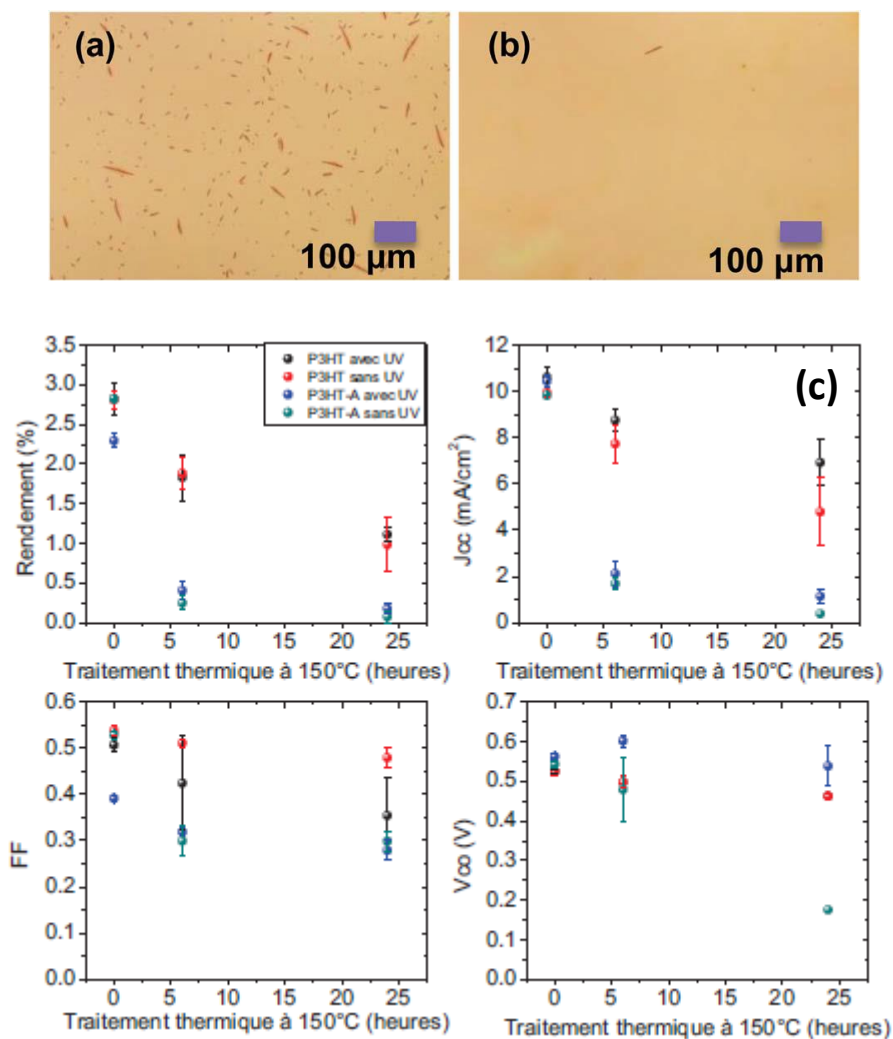 (a)
100 µm
(b)
100 µm
3.5
3.0
2.5
2.0
1.5
1.0
0.5
0.0
Rendement (%)
P3HT avec UV
P3HT sans UV
P3HT-A avec UV
P3HT-A sans UV
0 5 10 15 20 25
Traitement thermique à 150°C (heures)
(c)
12
10
8
6
4
2
0
Jcc (mA/cm²)
0 5 10 15 20 25
Traitement thermique à 150°C (heures)
0.6
0.5
0.4
0.3
0.2
0.1
0.0
FF
0 5 10 15 20 25
Traitement thermique à 150°C (heures)
0.7
0.6
0.5
0.4
0.3
0.2
0.1
0.0
Vco (V)
0 5 10 15 20 25
Traitement thermique à 150°C (heures)